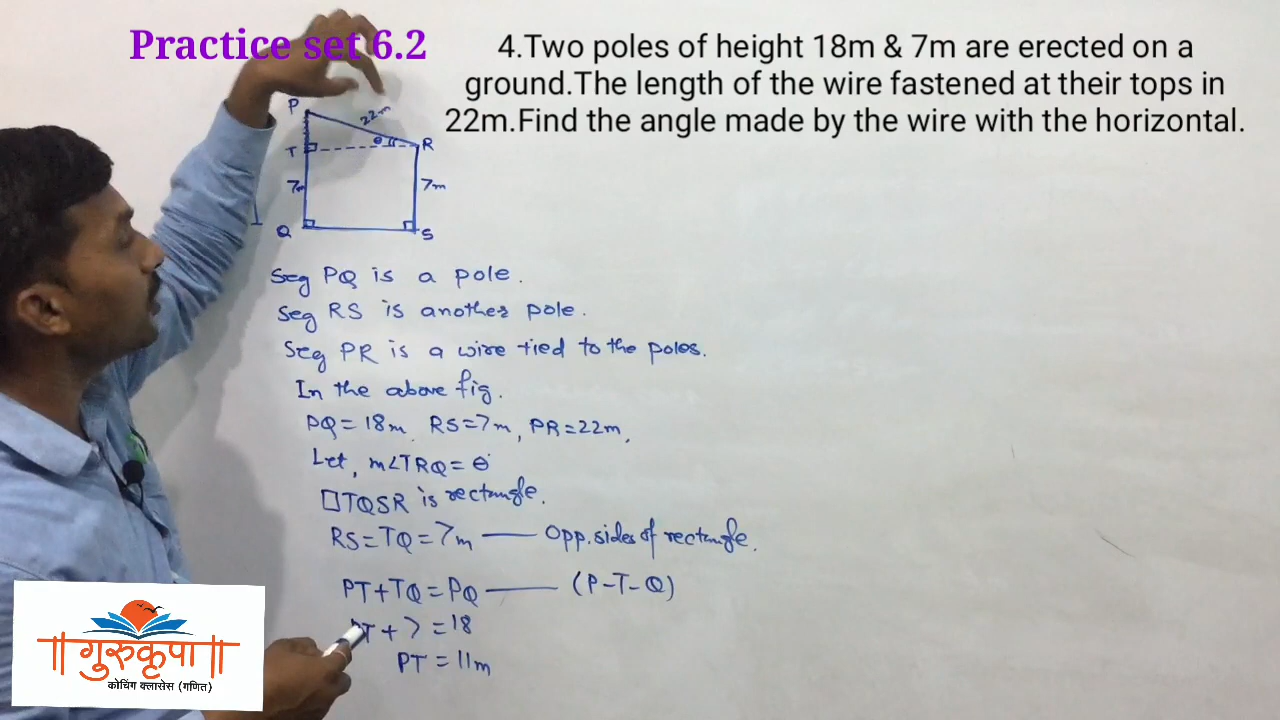 Practice set 6.2
4.Two poles of height 18m & 7m are erected on a
ground.The length of the wire fastened at their tops in
22m.Find the angle made by the wire with the horizontal.
P
22m
T
θ
R
7m
7m
Q
S
Seg PQ is a pole.
Seg RS is another pole.
Seg PR is a wire tied to the poles.
In the above fig.
PQ = 18m, RS=7m, PR=22m,
Let, m∠TRQ = θ
□TQSR is rectangle.
RS = TQ = 7m — opp. sides of rectangle.
PT + TQ = PQ — (P-T-Q)
PT + 7 = 18
PT = 11m
॥ गुरुकृपा ॥
कोचिंग क्लासेस (गणित)